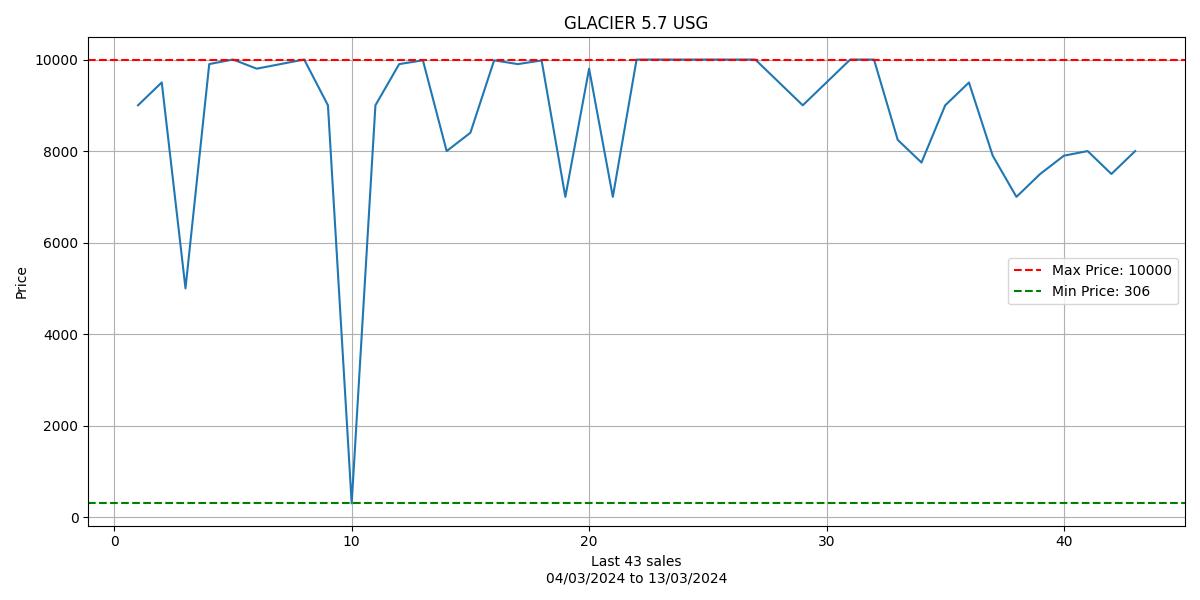 GLACIER 5.7 USG
10000
8000
6000
4000
2000
0
Price
Max Price: 10000
Min Price: 306
0 10 20 30 40
Last 43 sales
04/03/2024 to 13/03/2024